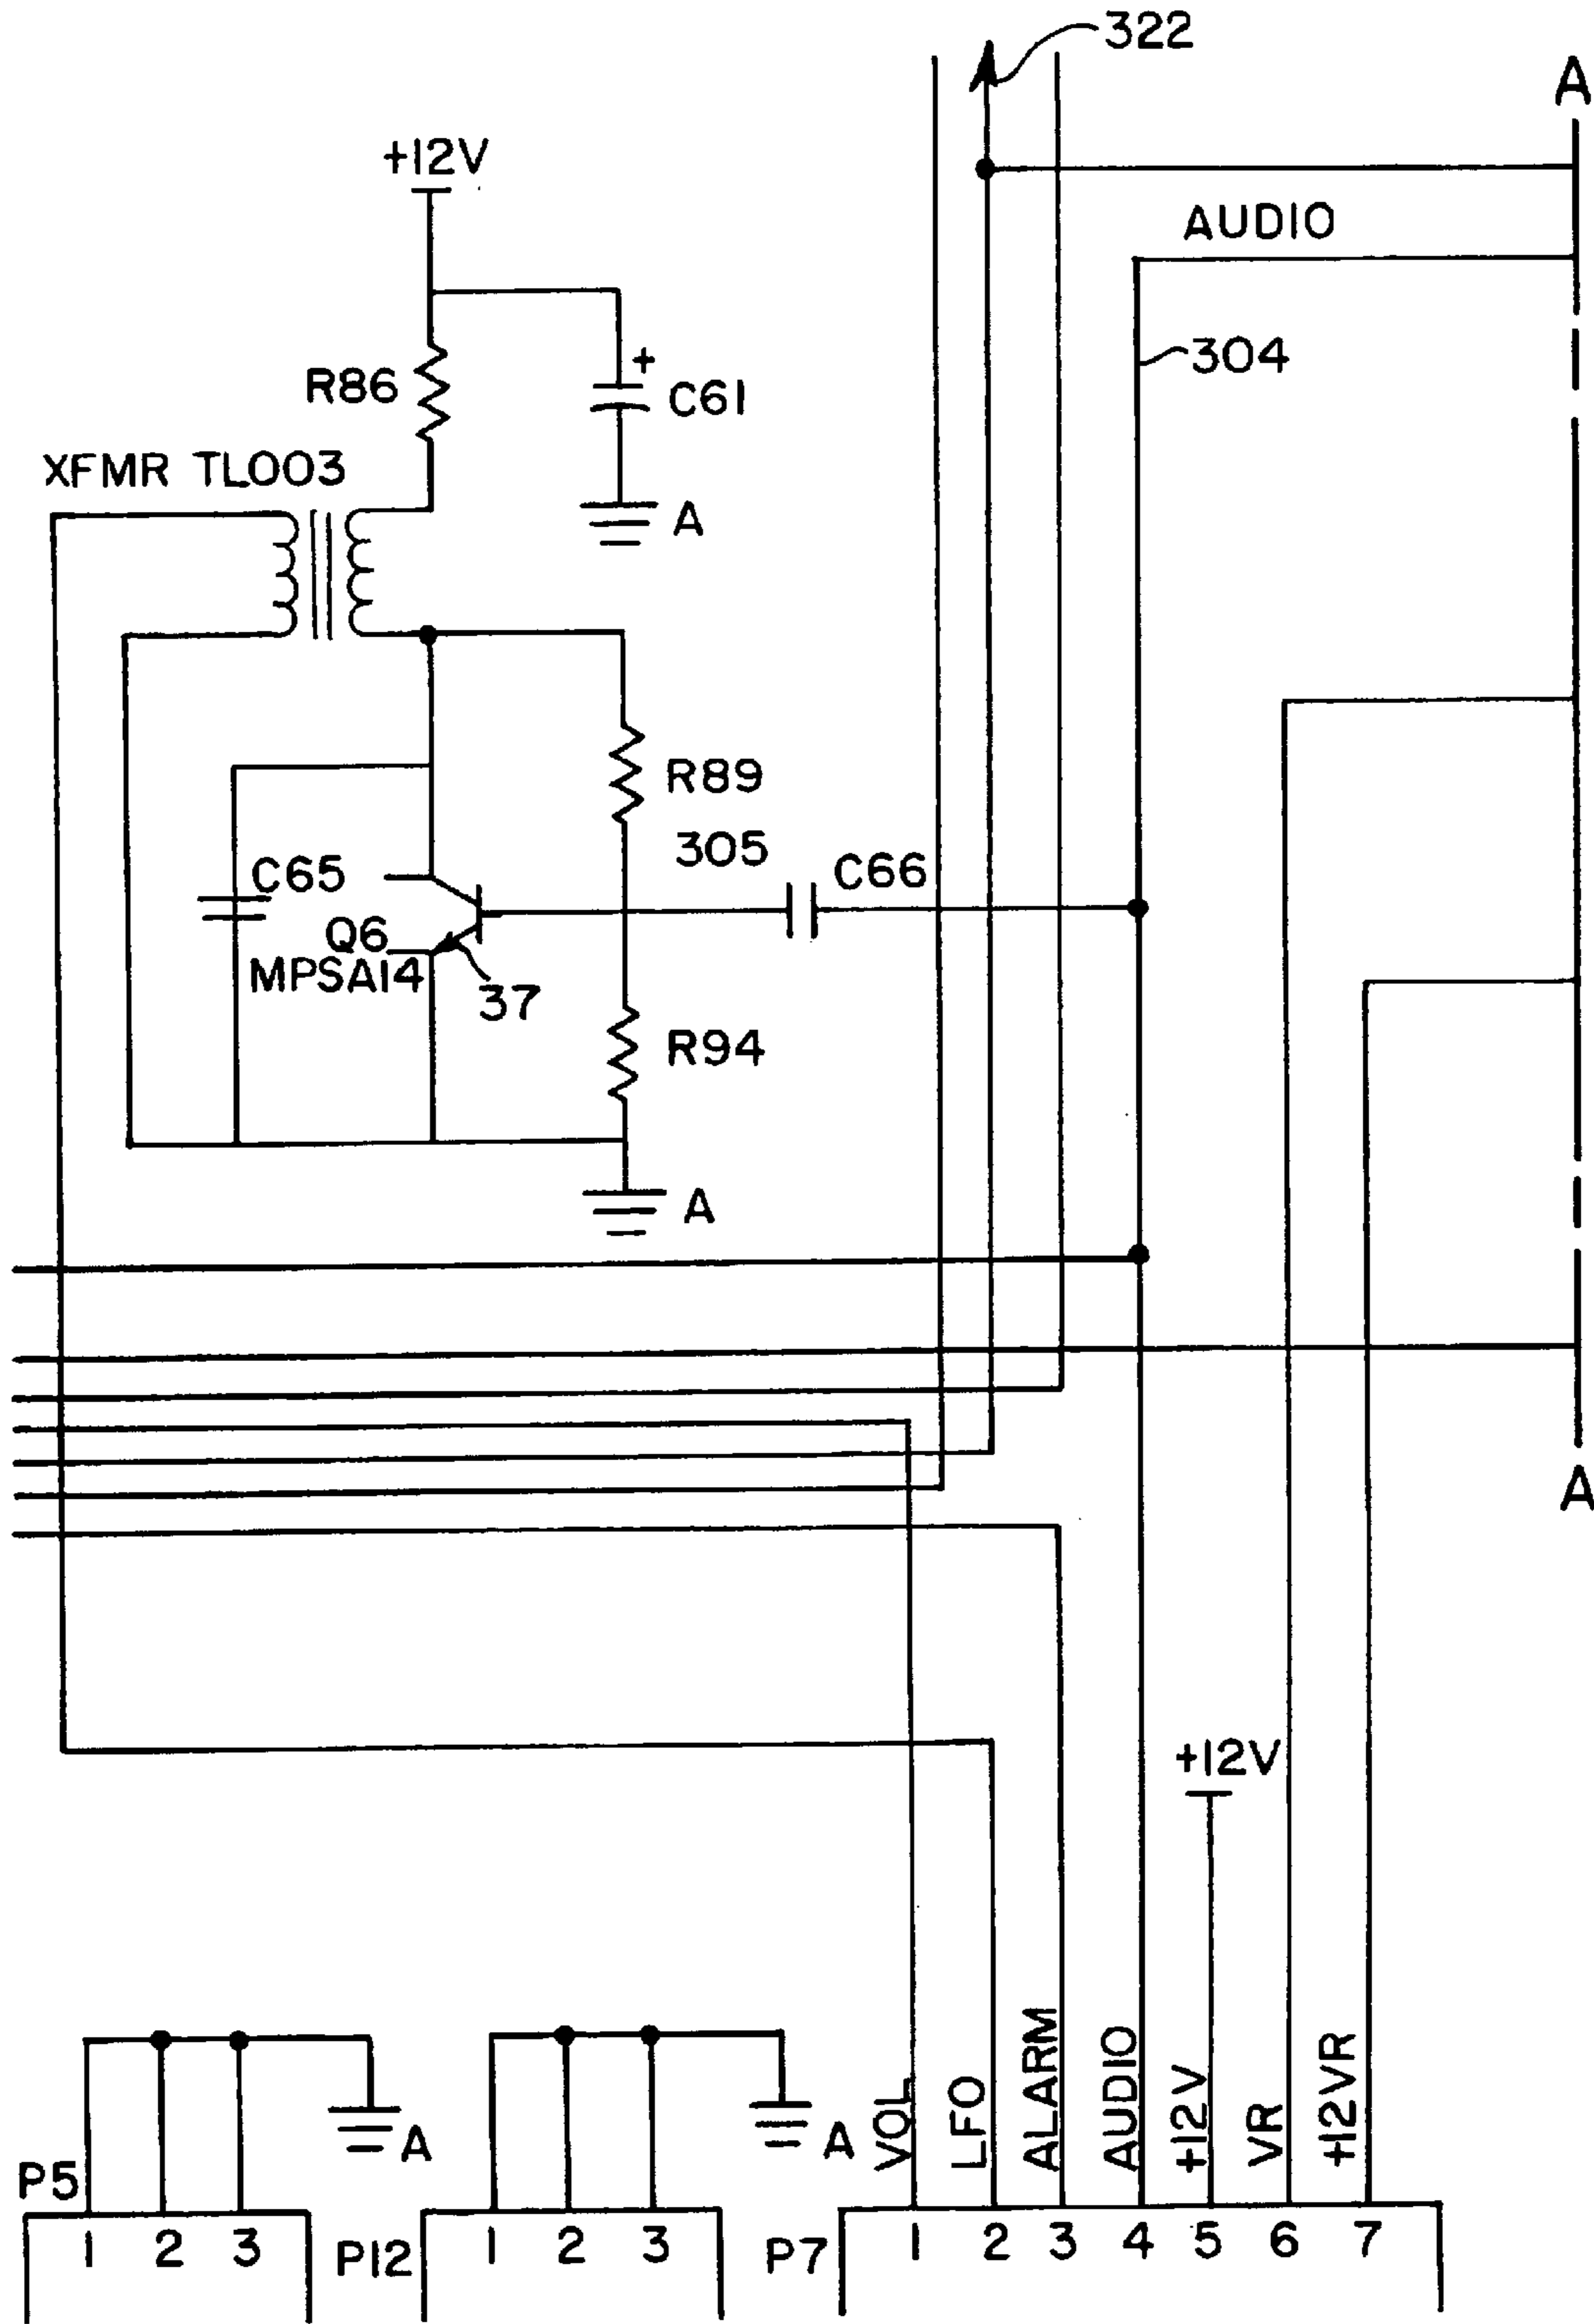 322
A
+12V
AUDIO
304
R86
+
C61
XFMR TL003
A
R89
305
C66
C65
Q6
MPSA14
37
R94
A
A
+12V
VOL
LFO
ALARM
AUDIO
+12V
VR
+12VR
A
A
P5
1 2 3
P12
1 2 3
P7
1 2 3 4 5 6 7